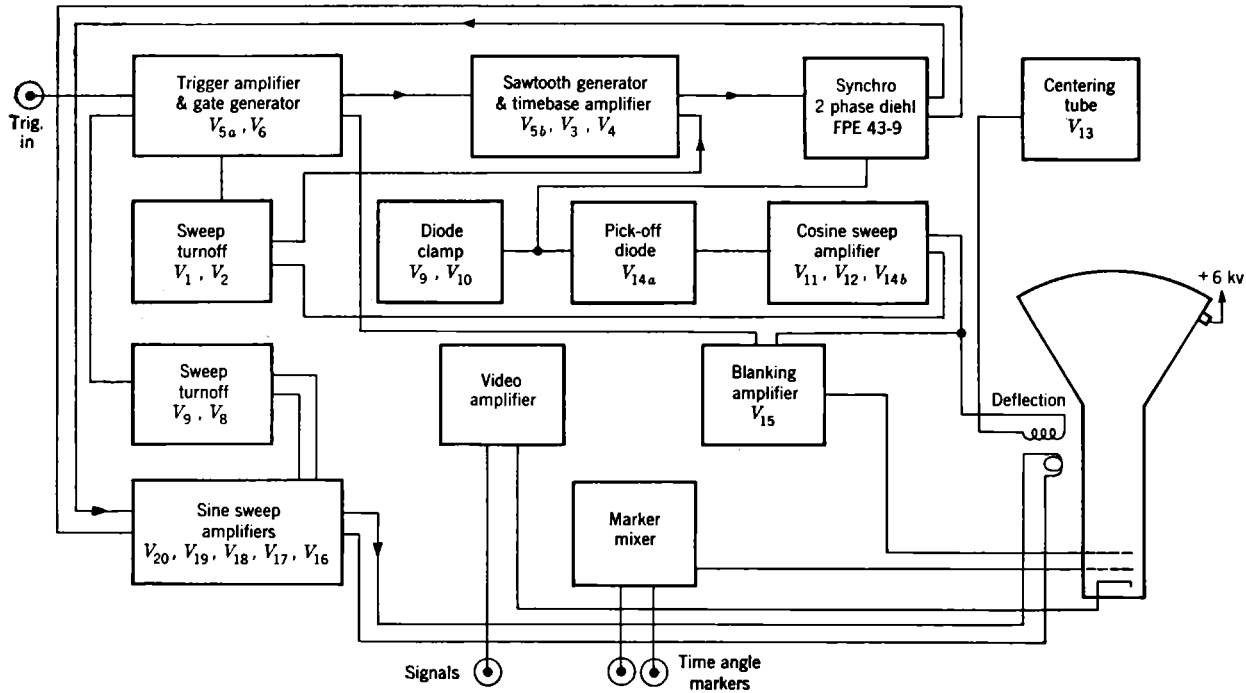 Trig.
in
Trigger amplifier
& gate generator
V5a , V6
Sawtooth generator
& timebase amplifier
V5b , V3 , V4
Synchro
2 phase diehl
FPE 43-9
Centering
tube
V13
Sweep
turnoff
V1 , V2
Diode
clamp
V9 , V10
Pick-off
diode
V14a
Cosine sweep
amplifier
V11 , V12 , V14b
+ 6 kv
Sweep
turnoff
V9 , V8
Video
amplifier
Blanking
amplifier
V15
Deflection
Sine sweep
amplifiers
V20 , V19 , V18 , V17 , V16
Marker
mixer
Signals
Time angle
markers